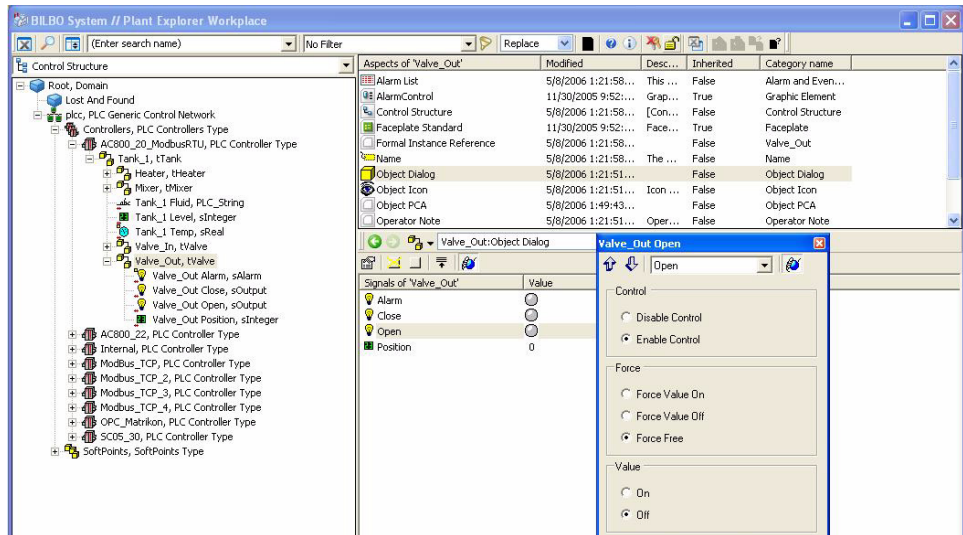 BILBO System // Plant Explorer Workplace
(Enter search name) No Filter Replace
Control Structure
Root, Domain
Lost And Found
plcc, PLC Generic Control Network
Controllers, PLC Controllers Type
AC800_20_ModbusRTU, PLC Controller Type
Tank_1, tTank
Heater, tHeater
Mixer, tMixer
Tank_1 Fluid, PLC_String
Tank_1 Level, sInteger
Tank_1 Temp, sReal
Valve_In, tValve
Valve_Out, tValve
Valve_Out Alarm, sAlarm
Valve_Out Close, sOutput
Valve_Out Open, sOutput
Valve_Out Position, sInteger
AC800_22, PLC Controller Type
Internal, PLC Controller Type
ModBus_TCP, PLC Controller Type
Modbus_TCP_2, PLC Controller Type
Modbus_TCP_3, PLC Controller Type
Modbus_TCP_4, PLC Controller Type
OPC_Matrikon, PLC Controller Type
SC05_30, PLC Controller Type
SoftPoints, SoftPoints Type
Aspects of 'Valve_Out' Modified Desc... Inherited Category name
Alarm List 5/8/2006 1:21:58... This ... False Alarm and Even...
AlarmControl 11/30/2005 9:52:... Grap... True Graphic Element
Control Structure 5/8/2006 1:21:58... [Con... False Control Structure
Faceplate Standard 11/30/2005 9:52:... Face... True Faceplate
Formal Instance Reference 5/8/2006 1:21:58... False Valve_Out
Name 5/8/2006 1:21:58... The ... False Name
Object Dialog 5/8/2006 1:21:51... False Object Dialog
Object Icon 5/8/2006 1:21:51... Icon ... False Object Icon
Object PCA 5/8/2006 1:49:43... False Object PCA
Operator Note 5/8/2006 1:21:51... Oper... False Operator Note
Valve_Out:Object Dialog
Signals of 'Valve_Out' Value
Alarm
Close
Open
Position 0
Valve_Out Open
Open
Control
Disable Control
Enable Control
Force
Force Value On
Force Value Off
Force Free
Value
On
Off